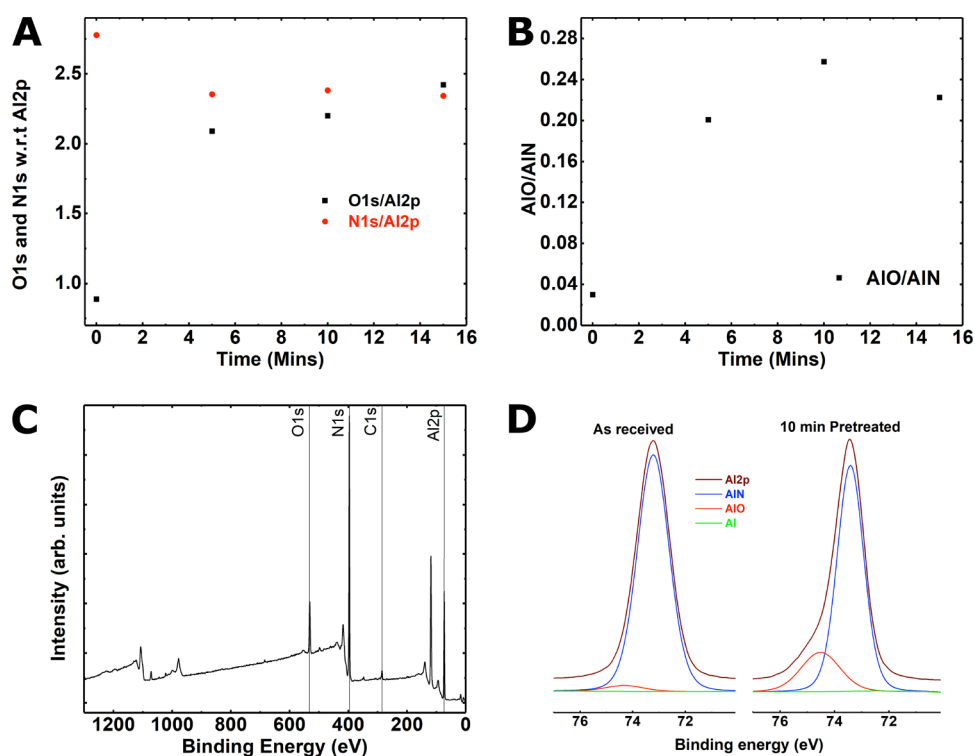 A
O1s and N1s w.r.t Al2p
2.5
2.0
1.5
1.0
O1s/Al2p
N1s/Al2p
0 2 4 6 8 10 12 14 16
Time (Mins)
B
AlO/AlN
0.28
0.24
0.20
0.16
0.12
0.08
0.04
0.00
AlO/AlN
0 2 4 6 8 10 12 14 16
Time (Mins)
C
Intensity (arb. units)
O1s
N1s
C1s
Al2p
1200 1000 800 600 400 200 0
Binding Energy (eV)
D
As received
10 min Pretreated
Al2p
AlN
AlO
Al
76 74 72
76 74 72
Binding energy (eV)